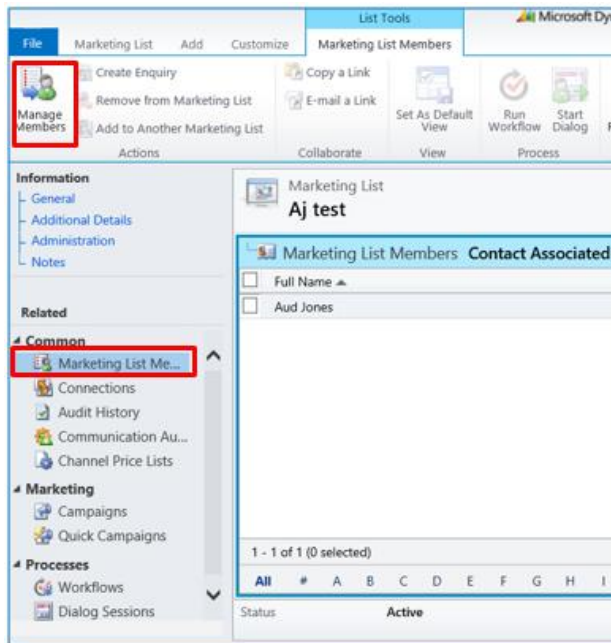 List Tools
Microsoft Dy
File
Marketing List
Add
Customize
Marketing List Members
Manage Members
Create Enquiry
Remove from Marketing List
Add to Another Marketing List
Actions
Copy a Link
E-mail a Link
Collaborate
Set As Default View
View
Run Workflow
Start Dialog
Process
Information
General
Additional Details
Administration
Notes
Related
Common
Marketing List Me...
Connections
Audit History
Communication Au...
Channel Price Lists
Marketing
Campaigns
Quick Campaigns
Processes
Workflows
Dialog Sessions
Marketing List
Aj test
Marketing List Members Contact Associated
Full Name
Aud Jones
1 - 1 of 1 (0 selected)
All # A B C D E F G H I
Status Active